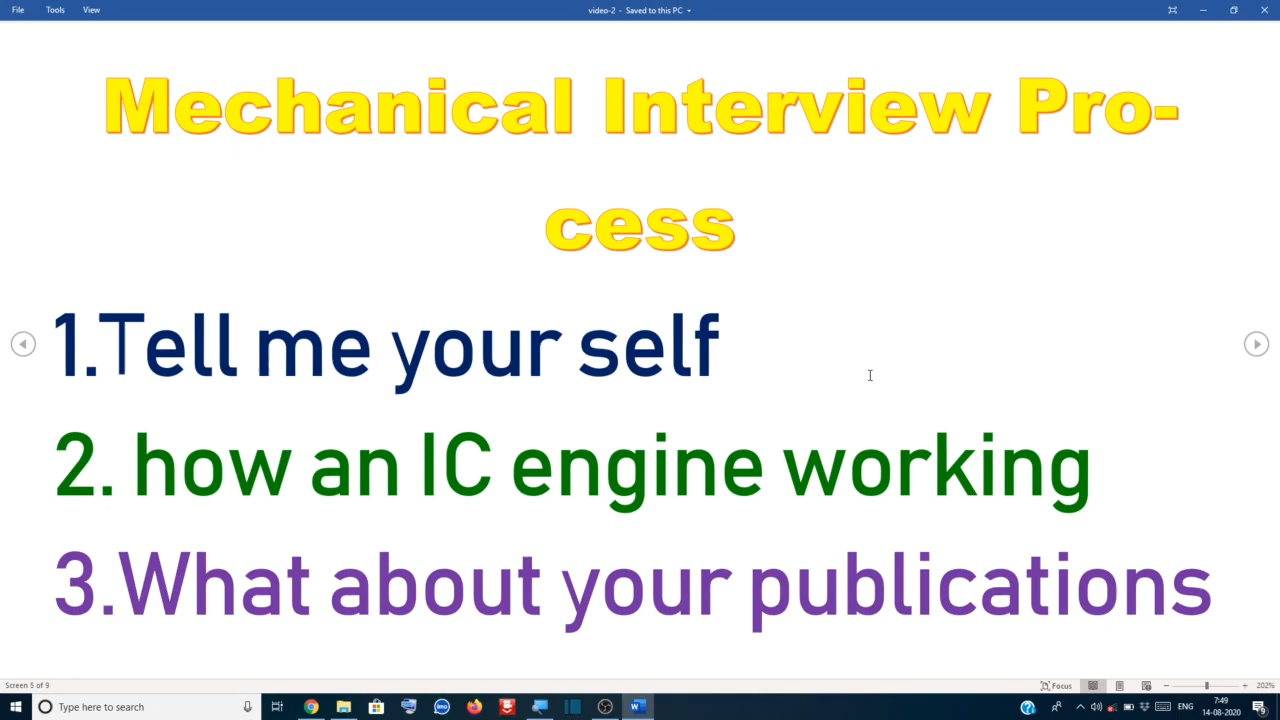 File Tools View video-2 - Saved to this PC
Mechanical Interview Pro-
cess
1.Tell me your self
2. how an IC engine working
3.What about your publications
Screen 5 of 9 Focus 202%
Type here to search ENG 7:49
14-08-2020